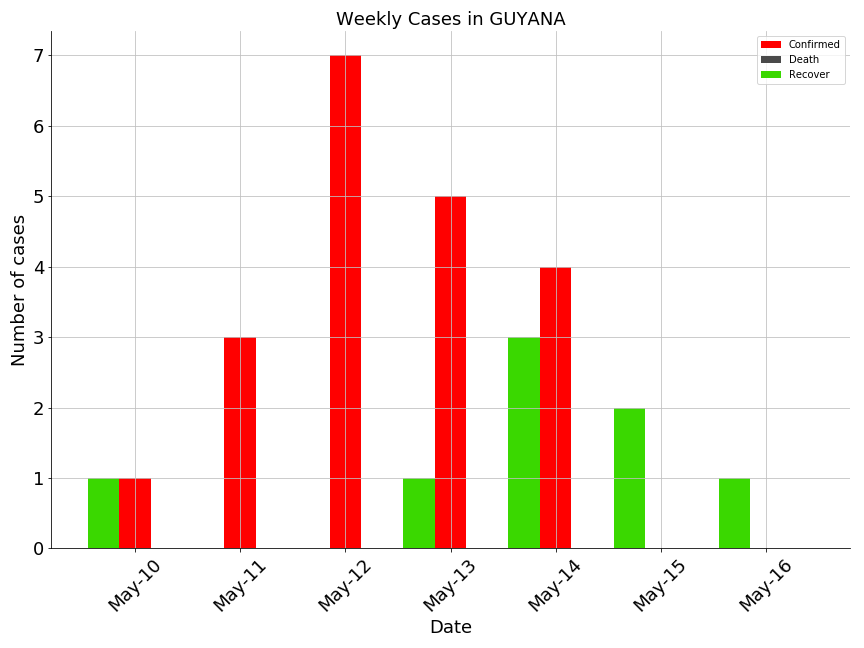 Weekly Cases in GUYANA
Confirmed
Death
Recover
7
6
5
4
3
2
1
0
Number of cases
May-10
May-11
May-12
May-13
May-14
May-15
May-16
Date